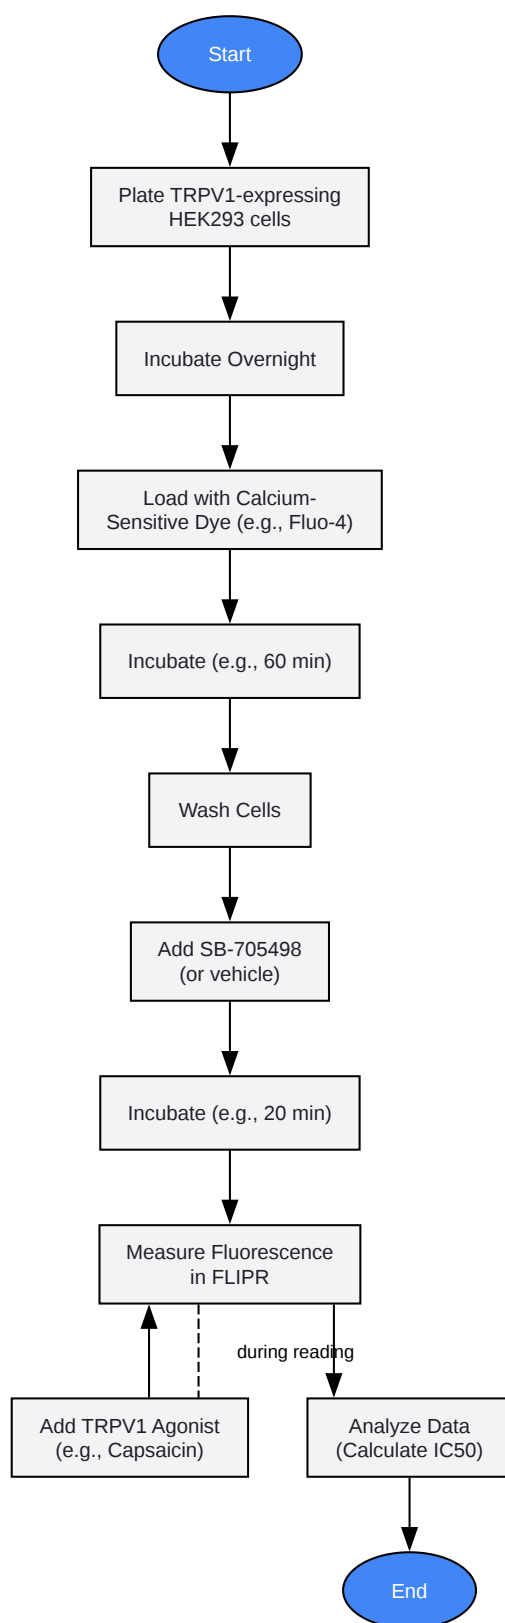 Start
Plate TRPV1-expressing
HEK293 cells
Incubate Overnight
Load with Calcium-
Sensitive Dye (e.g., Fluo-4)
Incubate (e.g., 60 min)
Wash Cells
Add SB-705498
(or vehicle)
Incubate (e.g., 20 min)
Measure Fluorescence
in FLIPR
during reading
Add TRPV1 Agonist
(e.g., Capsaicin)
Analyze Data
(Calculate IC50)
End